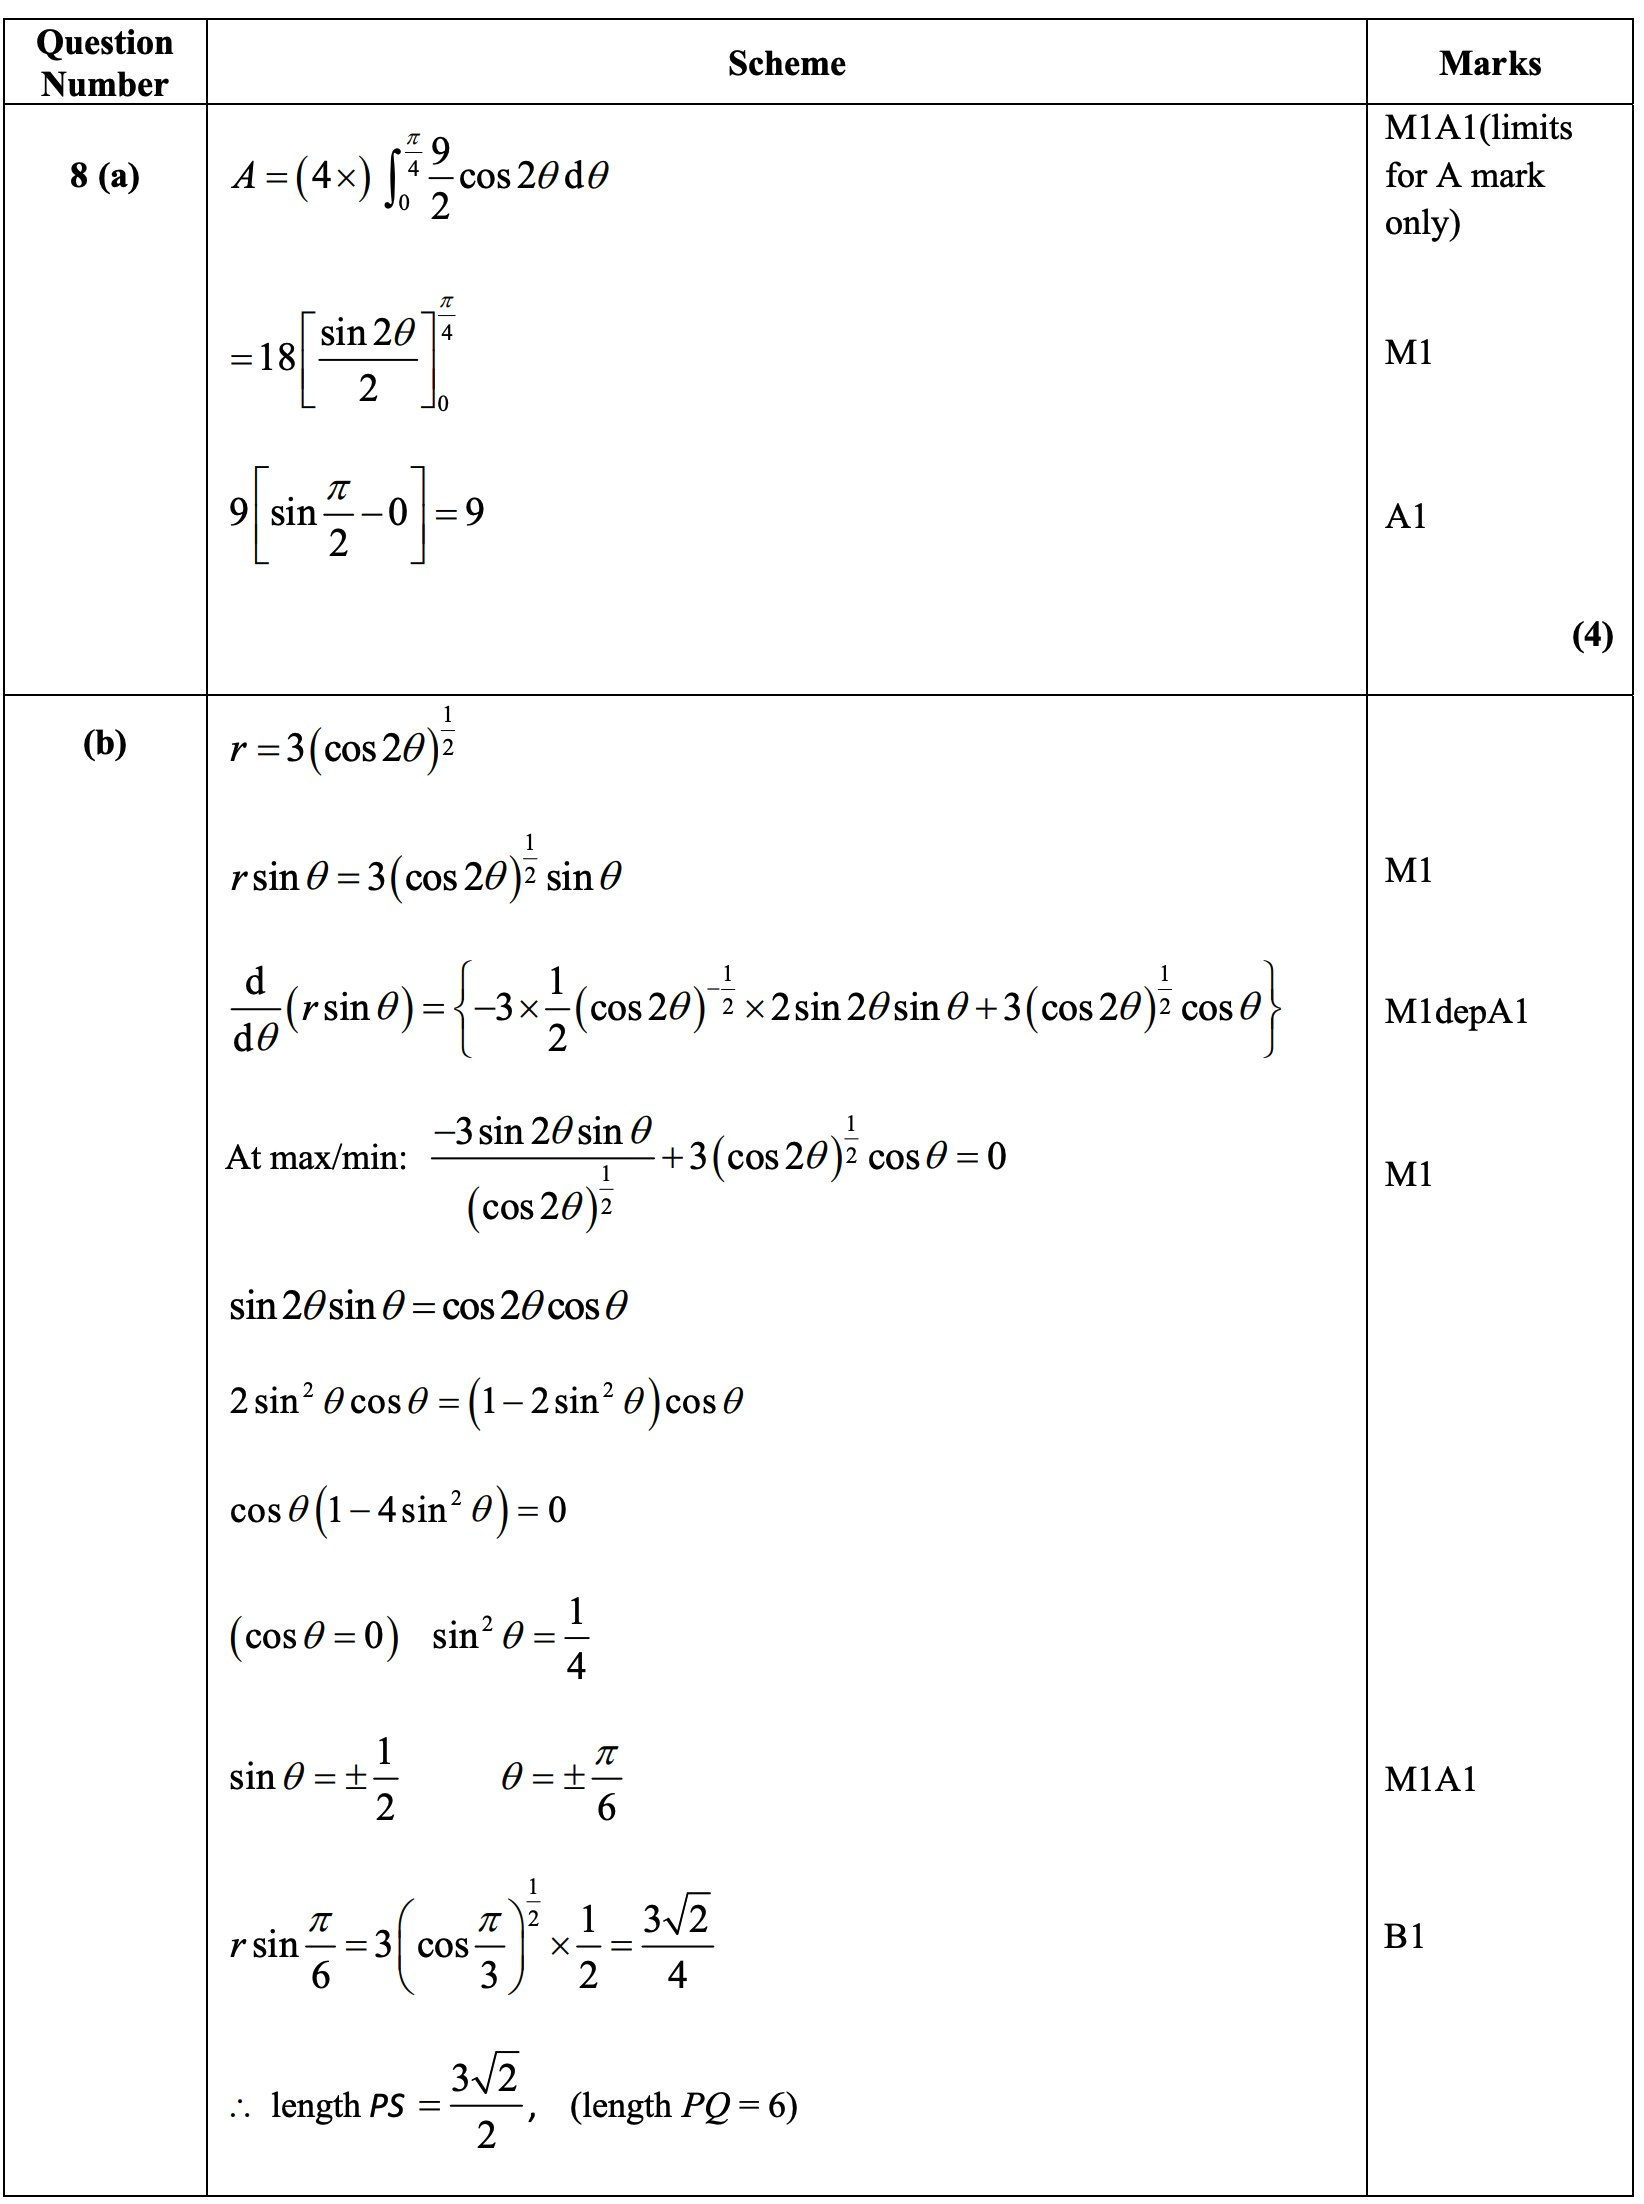 Question Number Scheme Marks
8 (a) A = (4×) ∫₀^{π/4} 9/2 cos 2θ dθ M1A1(limits for A mark only)
= 18 [sin 2θ / 2]₀^{π/4} M1
9 [sin π/2 − 0] = 9 A1
(4)
(b) r = 3(cos 2θ)^{1/2}
r sin θ = 3(cos 2θ)^{1/2} sin θ M1
d/dθ (r sin θ) = {−3 × 1/2 (cos 2θ)^{−1/2} × 2 sin 2θ sin θ + 3(cos 2θ)^{1/2} cos θ} M1depA1
At max/min: −3 sin 2θ sin θ / (cos 2θ)^{1/2} + 3(cos 2θ)^{1/2} cos θ = 0 M1
sin 2θ sin θ = cos 2θ cos θ
2 sin² θ cos θ = (1 − 2 sin² θ) cos θ
cos θ (1 − 4 sin² θ) = 0
(cos θ = 0) sin² θ = 1/4
sin θ = ± 1/2 θ = ± π/6 M1A1
r sin π/6 = 3 (cos π/3)^{1/2} × 1/2 = 3√2/4 B1
∴ length PS = 3√2/2, (length PQ = 6)